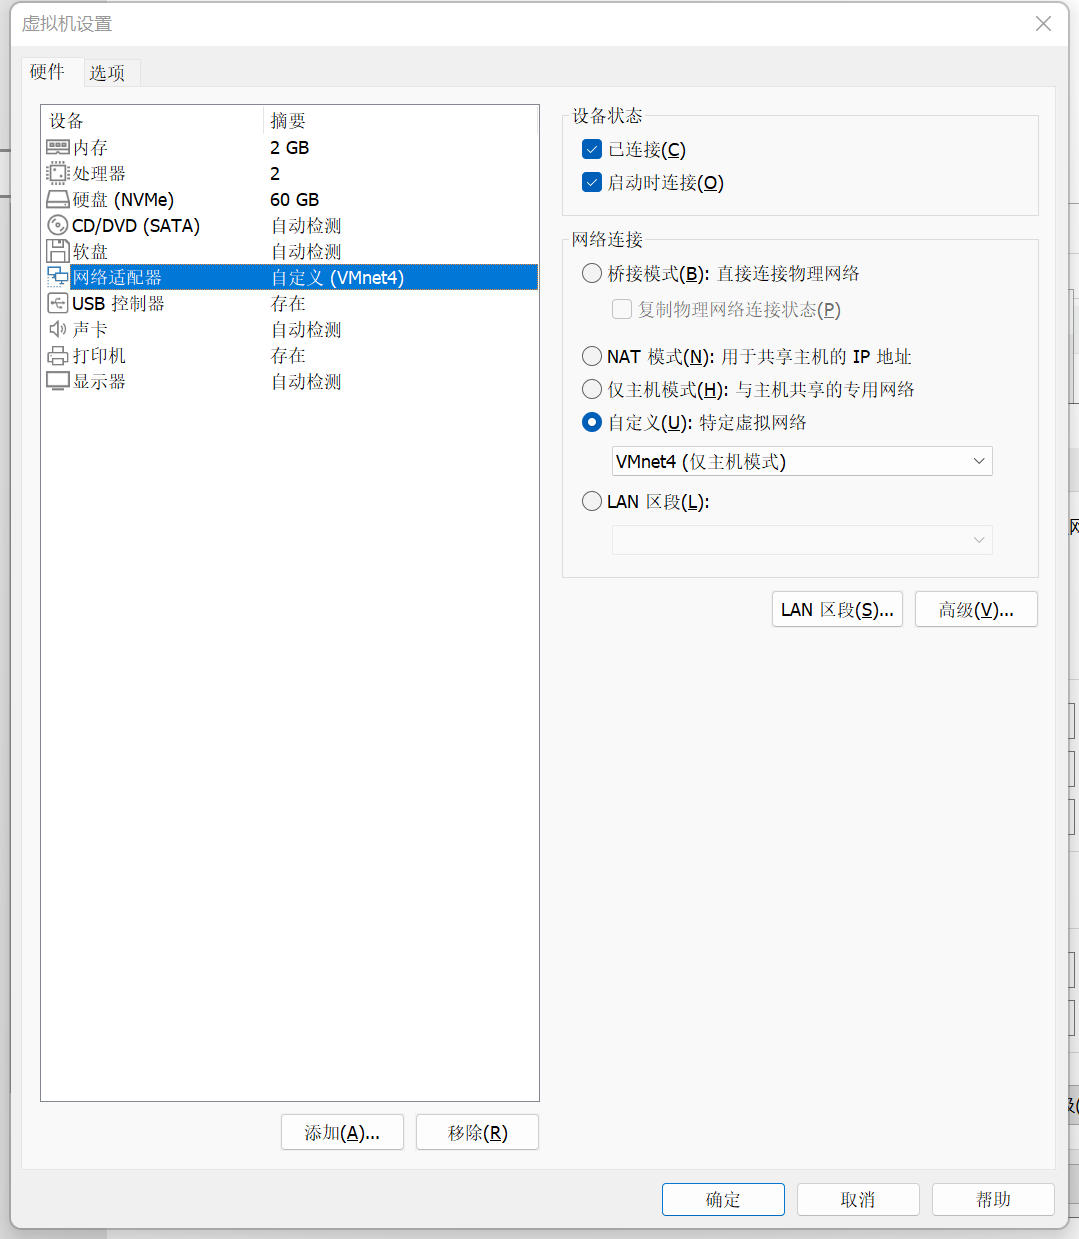 虚拟机设置
硬件 选项
设备 摘要
内存 2 GB
处理器 2
硬盘 (NVMe) 60 GB
CD/DVD (SATA) 自动检测
软盘 自动检测
网络适配器 自定义 (VMnet4)
USB 控制器 存在
声卡 自动检测
打印机 存在
显示器 自动检测
添加(A)... 移除(R)
设备状态
已连接(C)
启动时连接(O)
网络连接
桥接模式(B): 直接连接物理网络
复制物理网络连接状态(P)
NAT 模式(N): 用于共享主机的 IP 地址
仅主机模式(H): 与主机共享的专用网络
自定义(U): 特定虚拟网络
VMnet4 (仅主机模式)
LAN 区段(L):
LAN 区段(S)... 高级(V)...
确定 取消 帮助